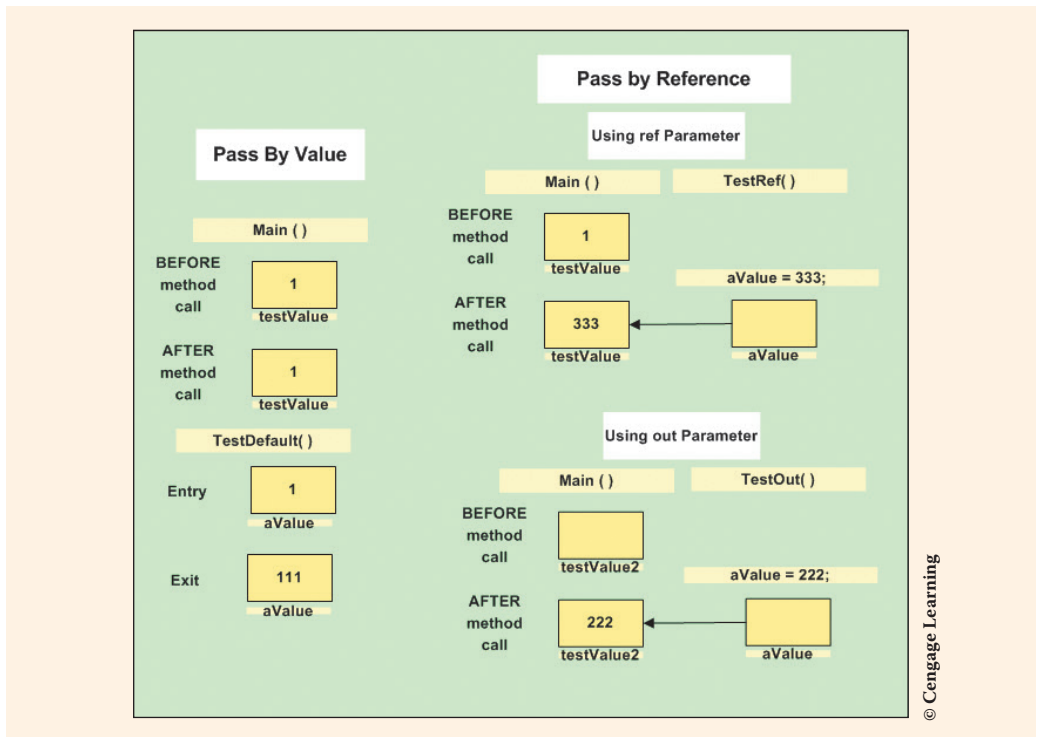 Pass By Value
Main ( )
BEFORE
method
call
1
testValue
AFTER
method
call
1
testValue
TestDefault( )
Entry
1
aValue
Exit
111
aValue
Pass by Reference
Using ref Parameter
Main ( )
TestRef( )
BEFORE
method
call
1
testValue
aValue = 333;
AFTER
method
call
333
testValue
aValue
Using out Parameter
Main ( )
TestOut( )
BEFORE
method
call
testValue2
aValue = 222;
AFTER
method
call
222
testValue2
aValue
© Cengage Learning